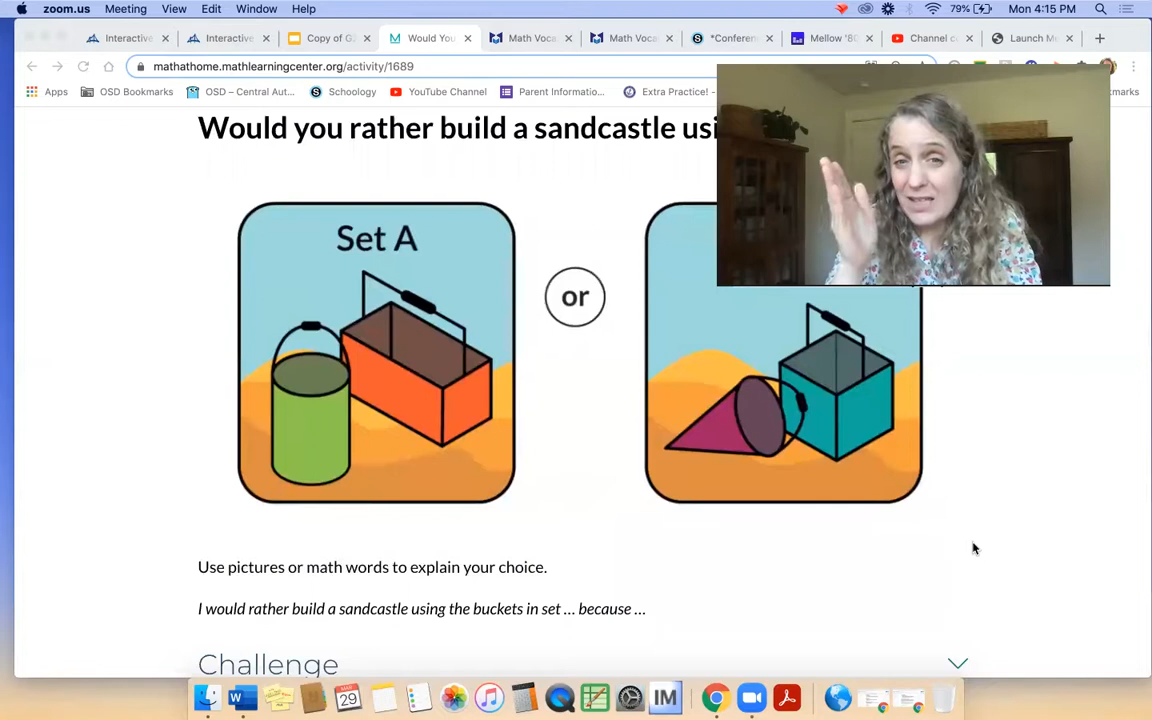 zoom.us Meeting View Edit Window Help 79% Mon 4:15 PM
Interactive Interactive Copy of G Would You Math Voca Math Voca *Conferen Mellow '80 Channel c Launch Me
mathathome.mathlearningcenter.org/activity/1689
Apps OSD Bookmarks OSD – Central Aut... Schoology YouTube Channel Parent Informatio... Extra Practice! -
Would you rather build a sandcastle usi
Set A
or
Use pictures or math words to explain your choice.
I would rather build a sandcastle using the buckets in set ... because ...
Challenge
29
IM